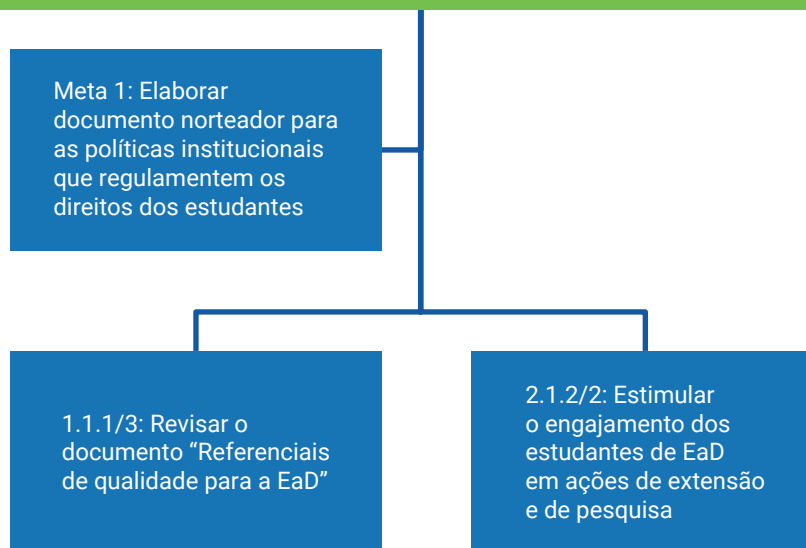 Meta 1: Elaborar
documento norteador para
as políticas institucionais
que regulamentem os
direitos dos estudantes
1.1.1/3: Revisar o
documento “Referenciais
de qualidade para a EaD”
2.1.2/2: Estimular
o engajamento dos
estudantes de EaD
em ações de extensão
e de pesquisa